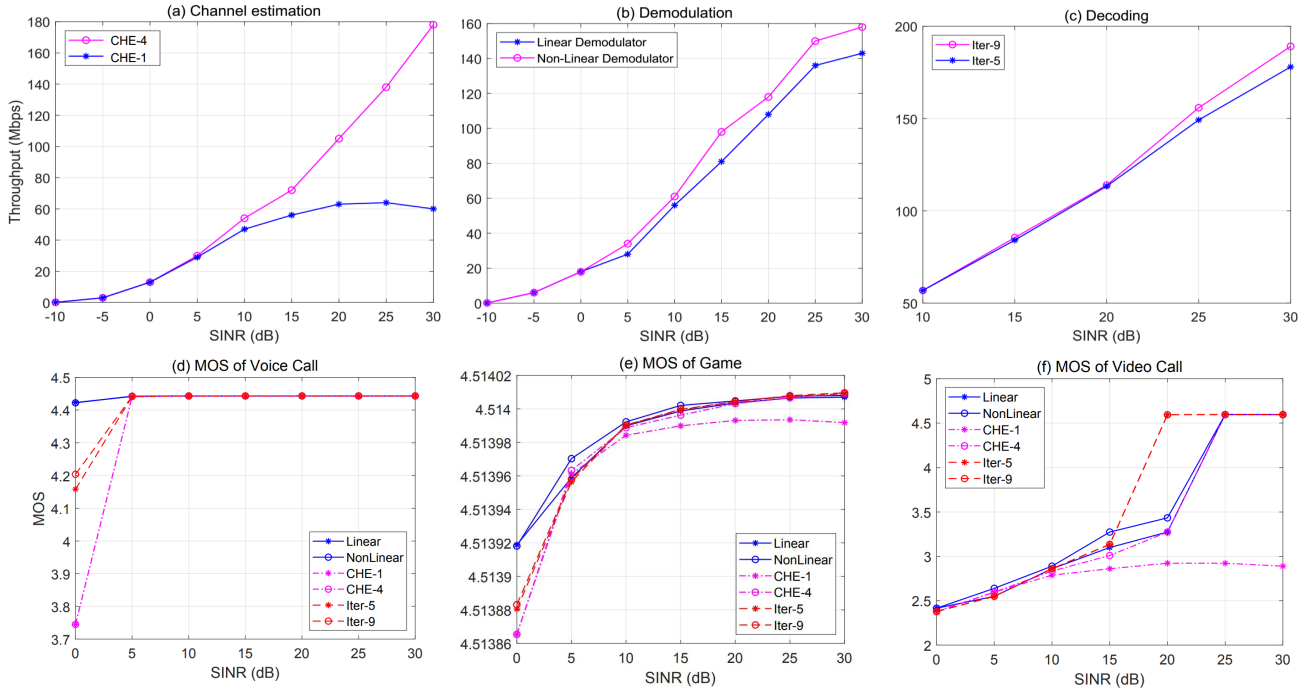 (a) Channel estimation
180
160
140
120
100
80
60
40
20
0
Throughput (Mbps)
CHE-4
CHE-1
-10 -5 0 5 10 15 20 25 30
SINR (dB)
(b) Demodulation
160
140
120
100
80
60
40
20
0
Linear Demodulator
Non-Linear Demodulator
-10 -5 0 5 10 15 20 25 30
SINR (dB)
(c) Decoding
200
150
100
50
Iter-9
Iter-5
10 15 20 25 30
SINR (dB)
(d) MOS of Voice Call
4.5
4.4
4.3
4.2
4.1
4
3.9
3.8
3.7
MOS
Linear
NonLinear
CHE-1
CHE-4
Iter-5
Iter-9
0 5 10 15 20 25 30
SINR (dB)
(e) MOS of Game
4.51402
4.514
4.51398
4.51396
4.51394
4.51392
4.5139
4.51388
4.51386
Linear
NonLinear
CHE-1
CHE-4
Iter-5
Iter-9
0 5 10 15 20 25 30
SINR (dB)
(f) MOS of Video Call
5
4.5
4
3.5
3
2.5
2
Linear
NonLinear
CHE-1
CHE-4
Iter-5
Iter-9
0 5 10 15 20 25 30
SINR (dB)